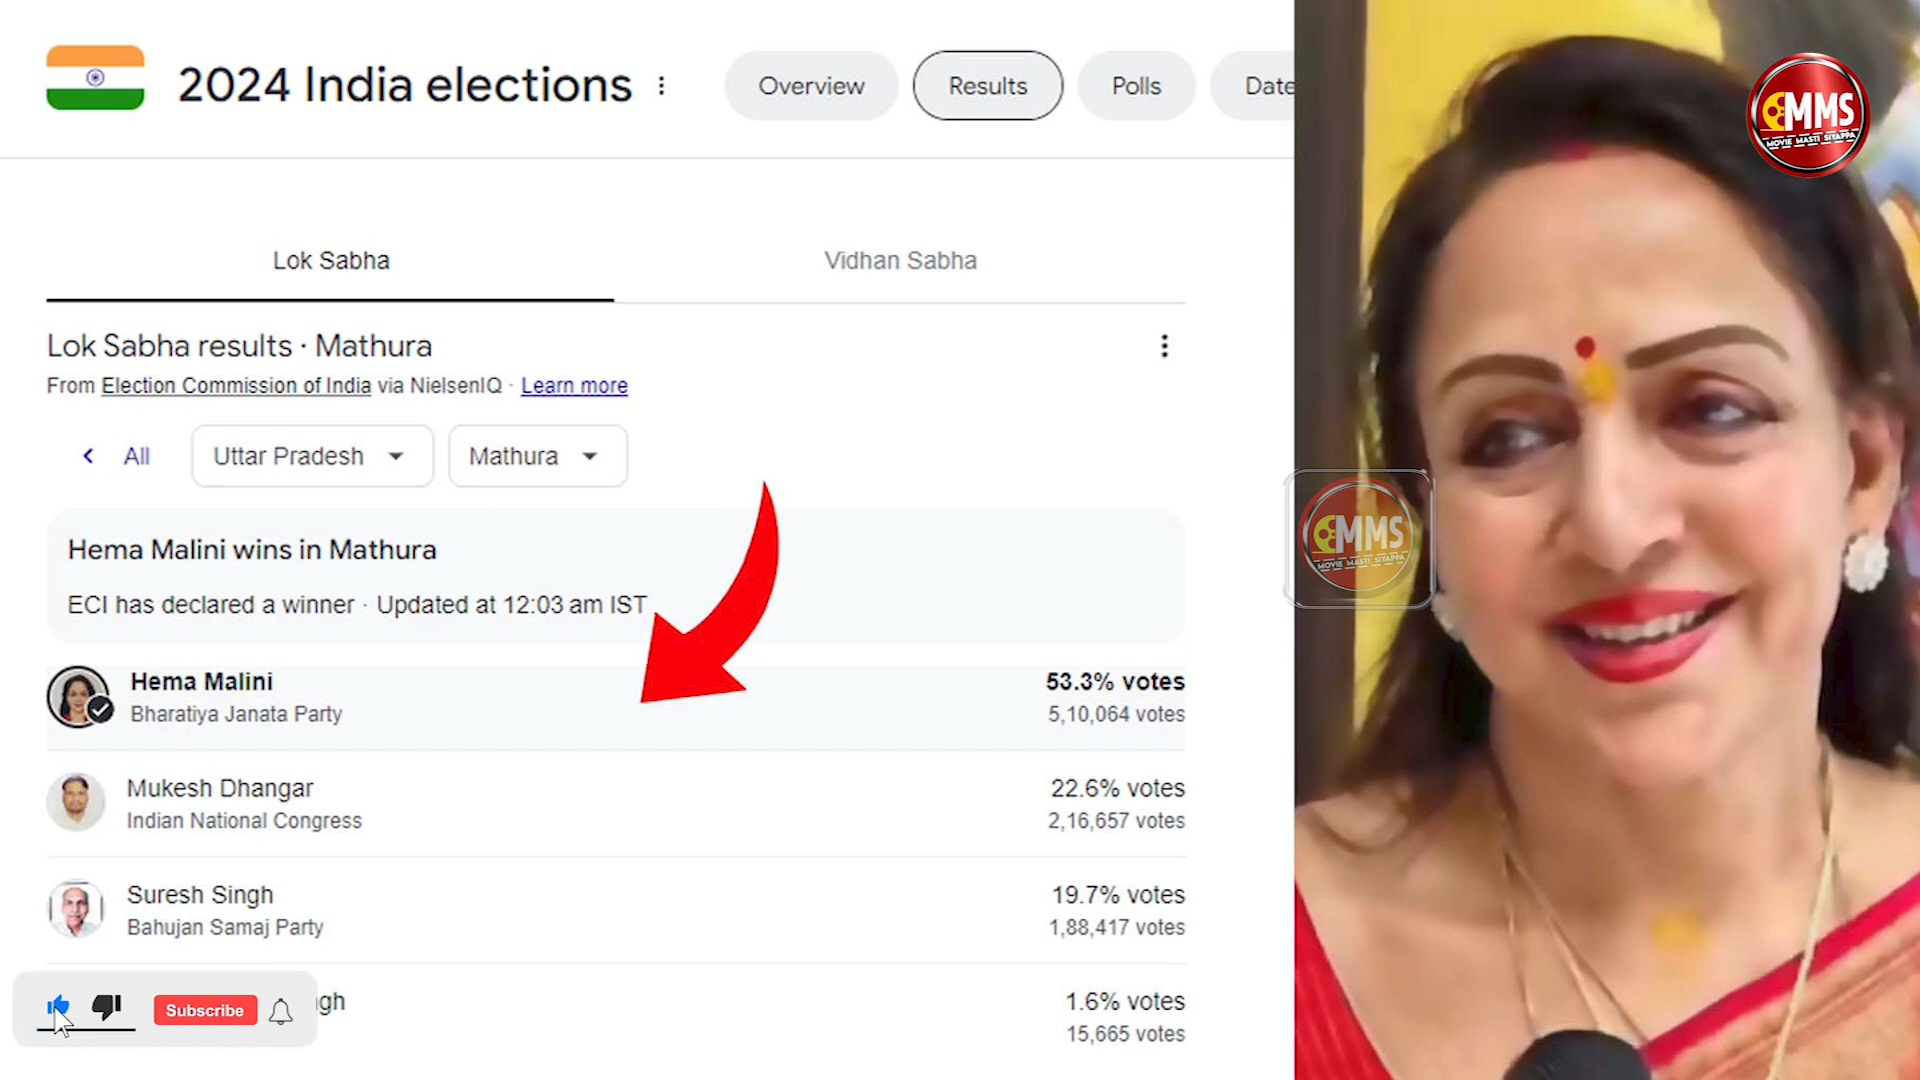 2024 India elections
Overview
Results
Polls
Date
Lok Sabha
Vidhan Sabha
Lok Sabha results · Mathura
From Election Commission of India via NielsenIQ · Learn more
All
Uttar Pradesh
Mathura
Hema Malini wins in Mathura
ECI has declared a winner · Updated at 12:03 am IST
Hema Malini
53.3% votes
Bharatiya Janata Party
5,10,064 votes
Mukesh Dhangar
22.6% votes
Indian National Congress
2,16,657 votes
Suresh Singh
19.7% votes
Bahujan Samaj Party
1,88,417 votes
1.6% votes
15,665 votes
Subscribe
MMS
MOVIE MASTI SIYAPPA
MMS
MOVIE MASTI SIYAPPA